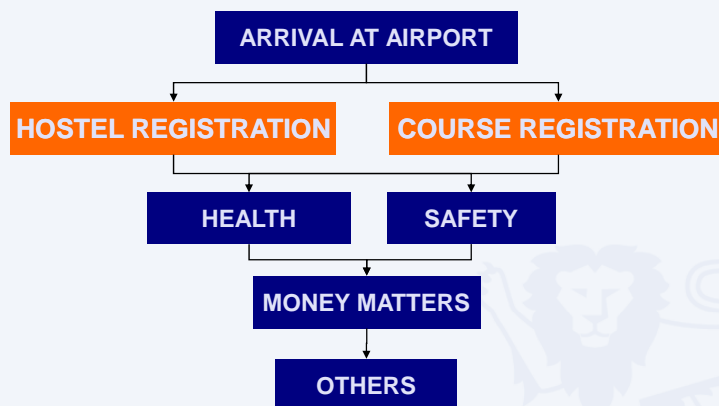 ARRIVAL AT AIRPORT
HOSTEL REGISTRATION
COURSE REGISTRATION
HEALTH
SAFETY
MONEY MATTERS
OTHERS